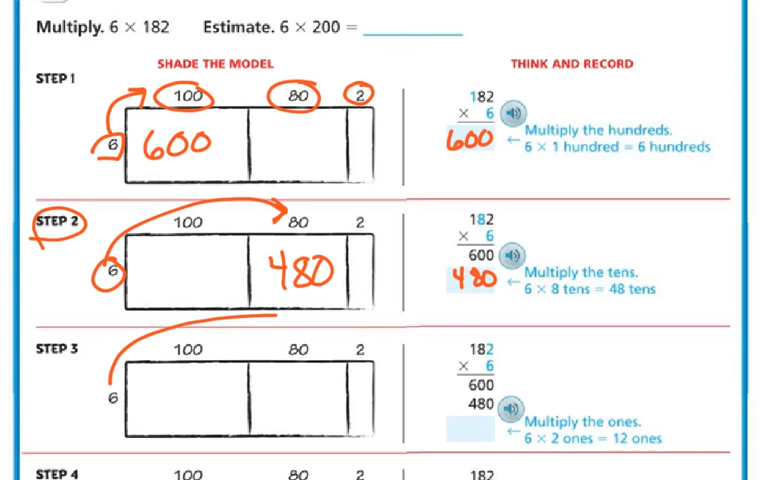 Multiply. 6 × 182 Estimate. 6 × 200 = ____
SHADE THE MODEL THINK AND RECORD
STEP 1
100 80 2
182
6
× 6
600
600
Multiply the hundreds.
← 6 × 1 hundred = 6 hundreds
STEP 2
100 80 2
182
× 6
6
480
600
480
Multiply the tens.
← 6 × 8 tens = 48 tens
STEP 3
100 80 2
182
× 6
6
600
480
Multiply the ones.
← 6 × 2 ones = 12 ones
STEP 4
100 80 2
182